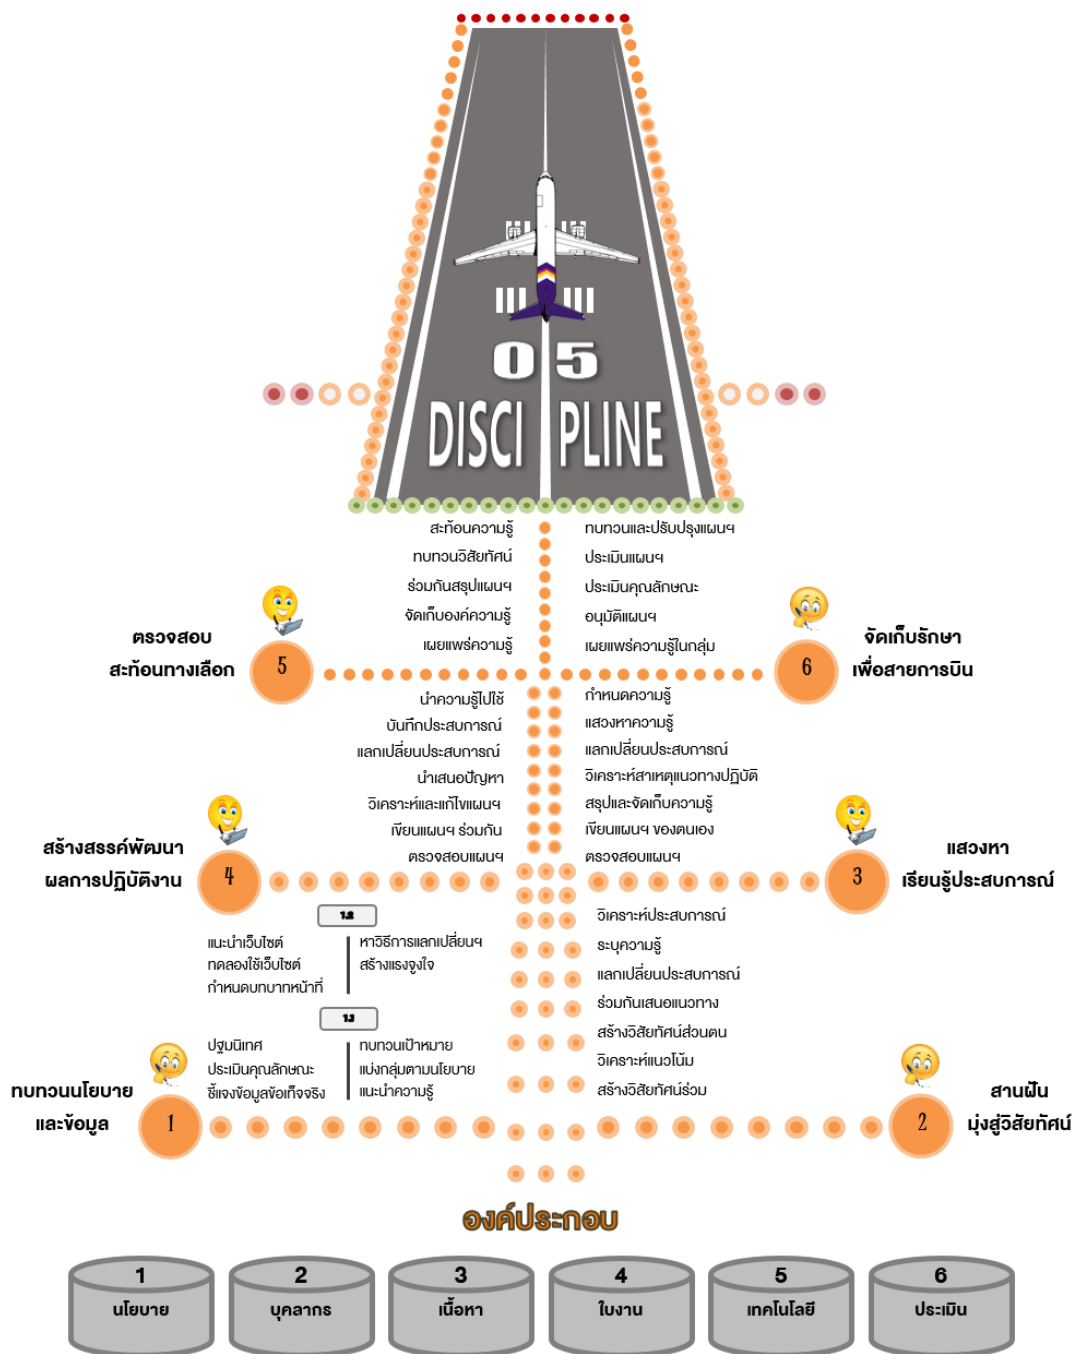 05
DISCIPLINE
สะท้อนความรู้
ทบทวนวิสัยทัศน์
ร่วมกันสรุปแผนฯ
จัดเก็บองค์ความรู้
เผยแพร่ความรู้
ทบทวนและปรับปรุงแผนฯ
ประเมินแผนฯ
ประเมินคุณลักษณะ
อนุมัติแผนฯ
เผยแพร่ความรู้ในกลุ่ม
ตรวจสอบ
สะท้อนทางเลือก
5
6
จัดเก็บรักษา
เพื่อสายการบิน
นำความรู้ไปใช้
บันทึกประสบการณ์
แลกเปลี่ยนประสบการณ์
นำเสนอปัญหา
วิเคราะห์และแก้ไขแผนฯ
เขียนแผนฯ ร่วมกัน
ตรวจสอบแผนฯ
กำหนดความรู้
แสวงหาความรู้
แลกเปลี่ยนประสบการณ์
วิเคราะห์สาเหตุแนวทางปฏิบัติ
สรุปและจัดเก็บความรู้
เขียนแผนฯ ของตนเอง
ตรวจสอบแผนฯ
สร้างสรรค์พัฒนา
ผลการปฏิบัติงาน
4
3
แสวงหา
เรียนรู้ประสบการณ์
1.2
แนะนำเว็บไซต์
ทดลองใช้เว็บไซต์
กำหนดบทบาทหน้าที่
หาวิธีการแลกเปลี่ยนฯ
สร้างแรงจูงใจ
1.1
ปฐมนิเทศ
ประเมินคุณลักษณะ
ชี้แจงข้อมูลข้อเท็จจริง
ทบทวนเป้าหมาย
แบ่งกลุ่มตามนโยบาย
แนะนำความรู้
วิเคราะห์ประสบการณ์
ระบุความรู้
แลกเปลี่ยนประสบการณ์
ร่วมกันเสนอแนวทาง
สร้างวิสัยทัศน์ส่วนตน
วิเคราะห์แนวโน้ม
สร้างวิสัยทัศน์ร่วม
ทบทวนนโยบาย
และข้อมูล
1
2
สานฝัน
มุ่งสู่วิสัยทัศน์
องค์ประกอบ
1
นโยบาย
2
บุคลากร
3
เนื้อหา
4
ใบงาน
5
เทคโนโลยี
6
ประเมิน